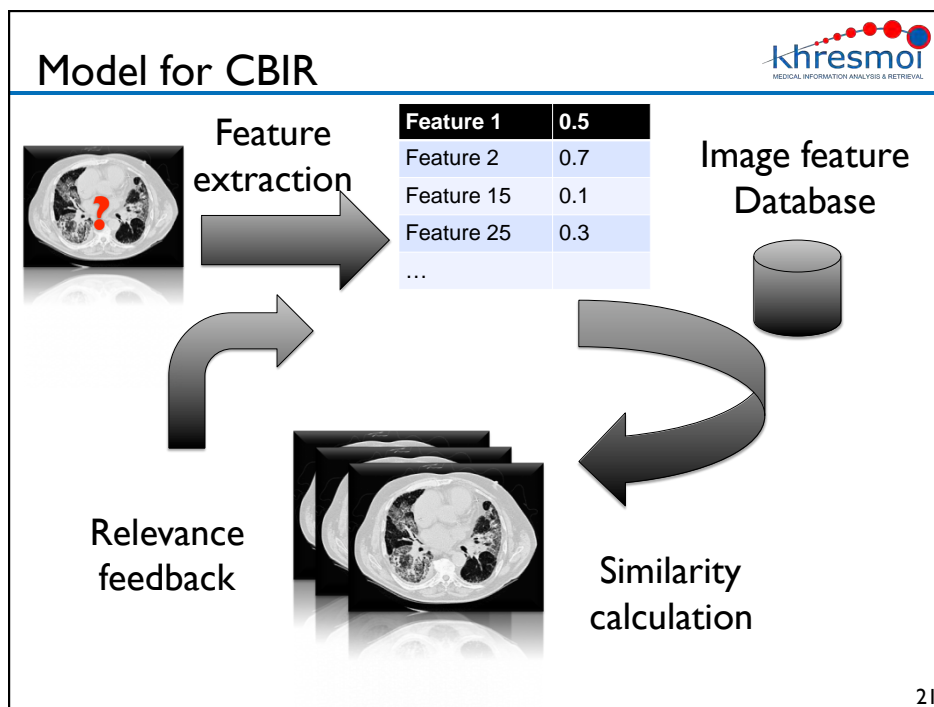 Model for CBIR
khresmoi
MEDICAL INFORMATION ANALYSIS & RETRIEVAL
Feature
extraction
?
Feature 1 0.5
Feature 2 0.7
Feature 15 0.1
Feature 25 0.3
…
Image feature
Database
Relevance
feedback
Similarity
calculation
21